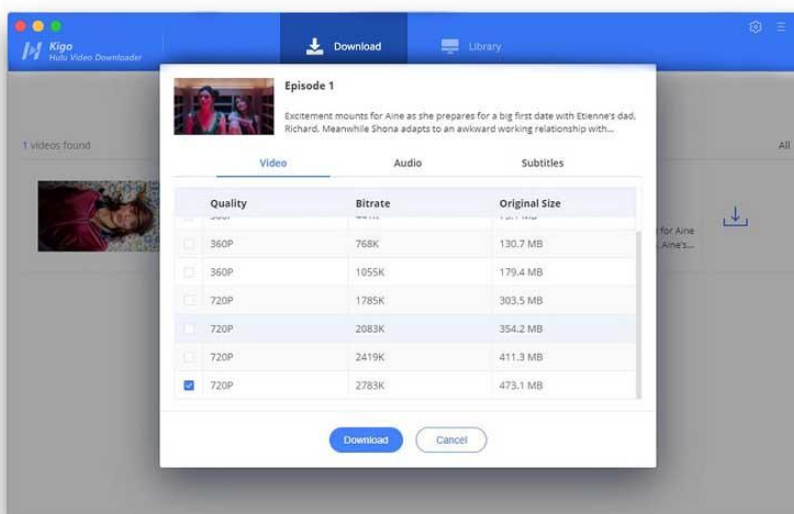 Kigo
Hulu Video Downloader
Download
Library
1 videos found
All
for Aine
, Aine's...
Episode 1
Excitement mounts for Aine as she prepares for a big first date with Etienne's dad,
Richard. Meanwhile Shona adapts to an awkward working relationship with...
Video Audio Subtitles
Quality Bitrate Original Size
360P 768K 130.7 MB
360P 1055K 179.4 MB
720P 1785K 303.5 MB
720P 2083K 354.2 MB
720P 2419K 411.3 MB
720P 2783K 473.1 MB
Download Cancel